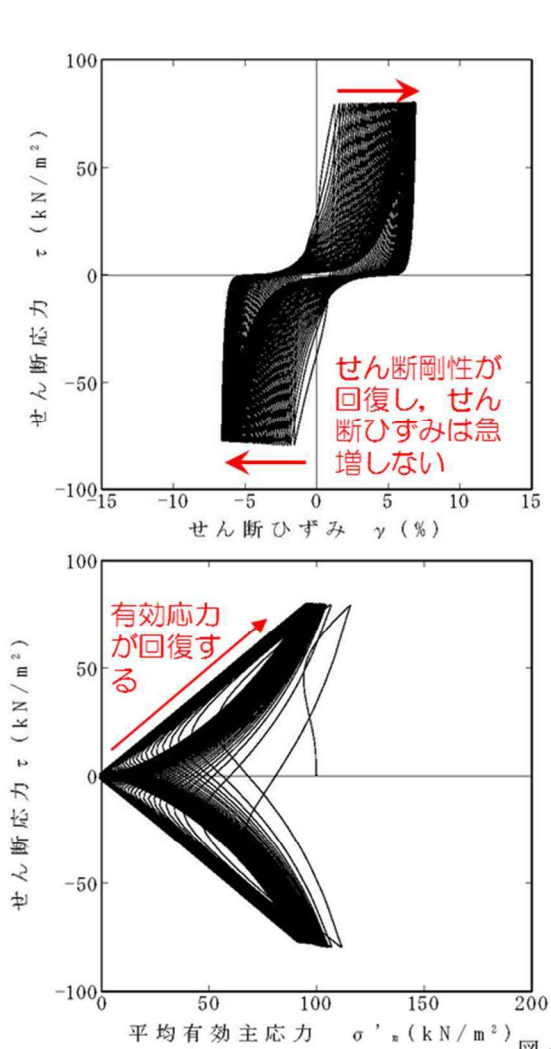 100
50
0
-50
-100
せん断応力 τ (kN/m²)
せん断剛性が
回復し，せん
断ひずみは急
増しない
-15 -10 -5 0 5 10 15
せん断ひずみ γ (%)
有効応力
が回復す
る
100
50
0
-50
-100
せん断応力 τ (kN/m²)
0 50 100 150 200
平均有効主応力 σ'm (kN/m²)